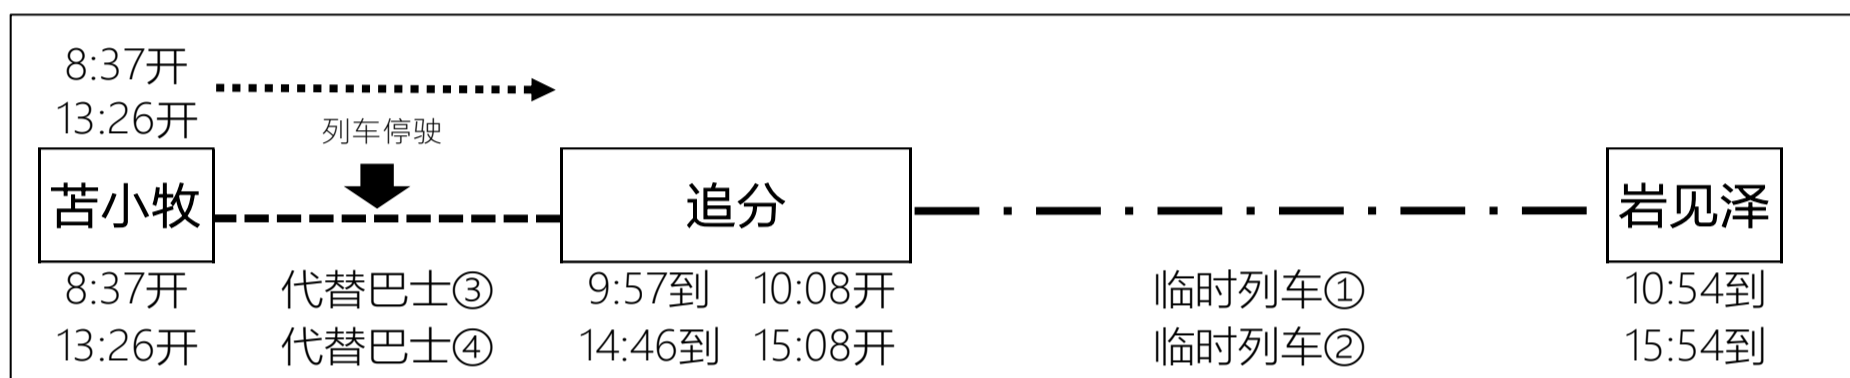 8:37开
13:26开
列车停驶
苫小牧 追分 岩见泽
8:37开 代替巴士③ 9:57到 10:08开 临时列车① 10:54到
13:26开 代替巴士④ 14:46到 15:08开 临时列车② 15:54到